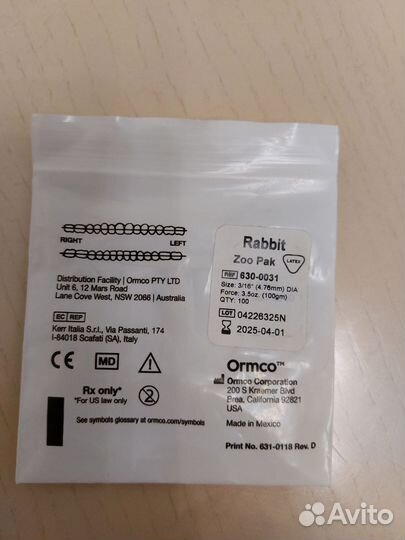 RIGHT LEFT
Distribution Facility | Ormco PTY LTD
Unit 6, 12 Mars Road
Lane Cove West, NSW 2066 | Australia
EC REP
Kerr Italia S.r.l., Via Passanti, 174
I-84018 Scafati (SA), Italy
CE MD
Rx only*
*For US law only
2
See symbols glossary at ormco.com/symbols
Rabbit
Zoo Pak
LATEX
REF 630-0031
Size: 3/16" (4.76mm) DIA
Force: 3.5oz. (100gm)
QTY: 100
LOT 04226325N
2025-04-01
Ormco™
Ormco Corporation
200 S Kraemer Blvd
Brea, California 92821
USA
Made in Mexico
Print No. 631-0118 Rev. D
Avito